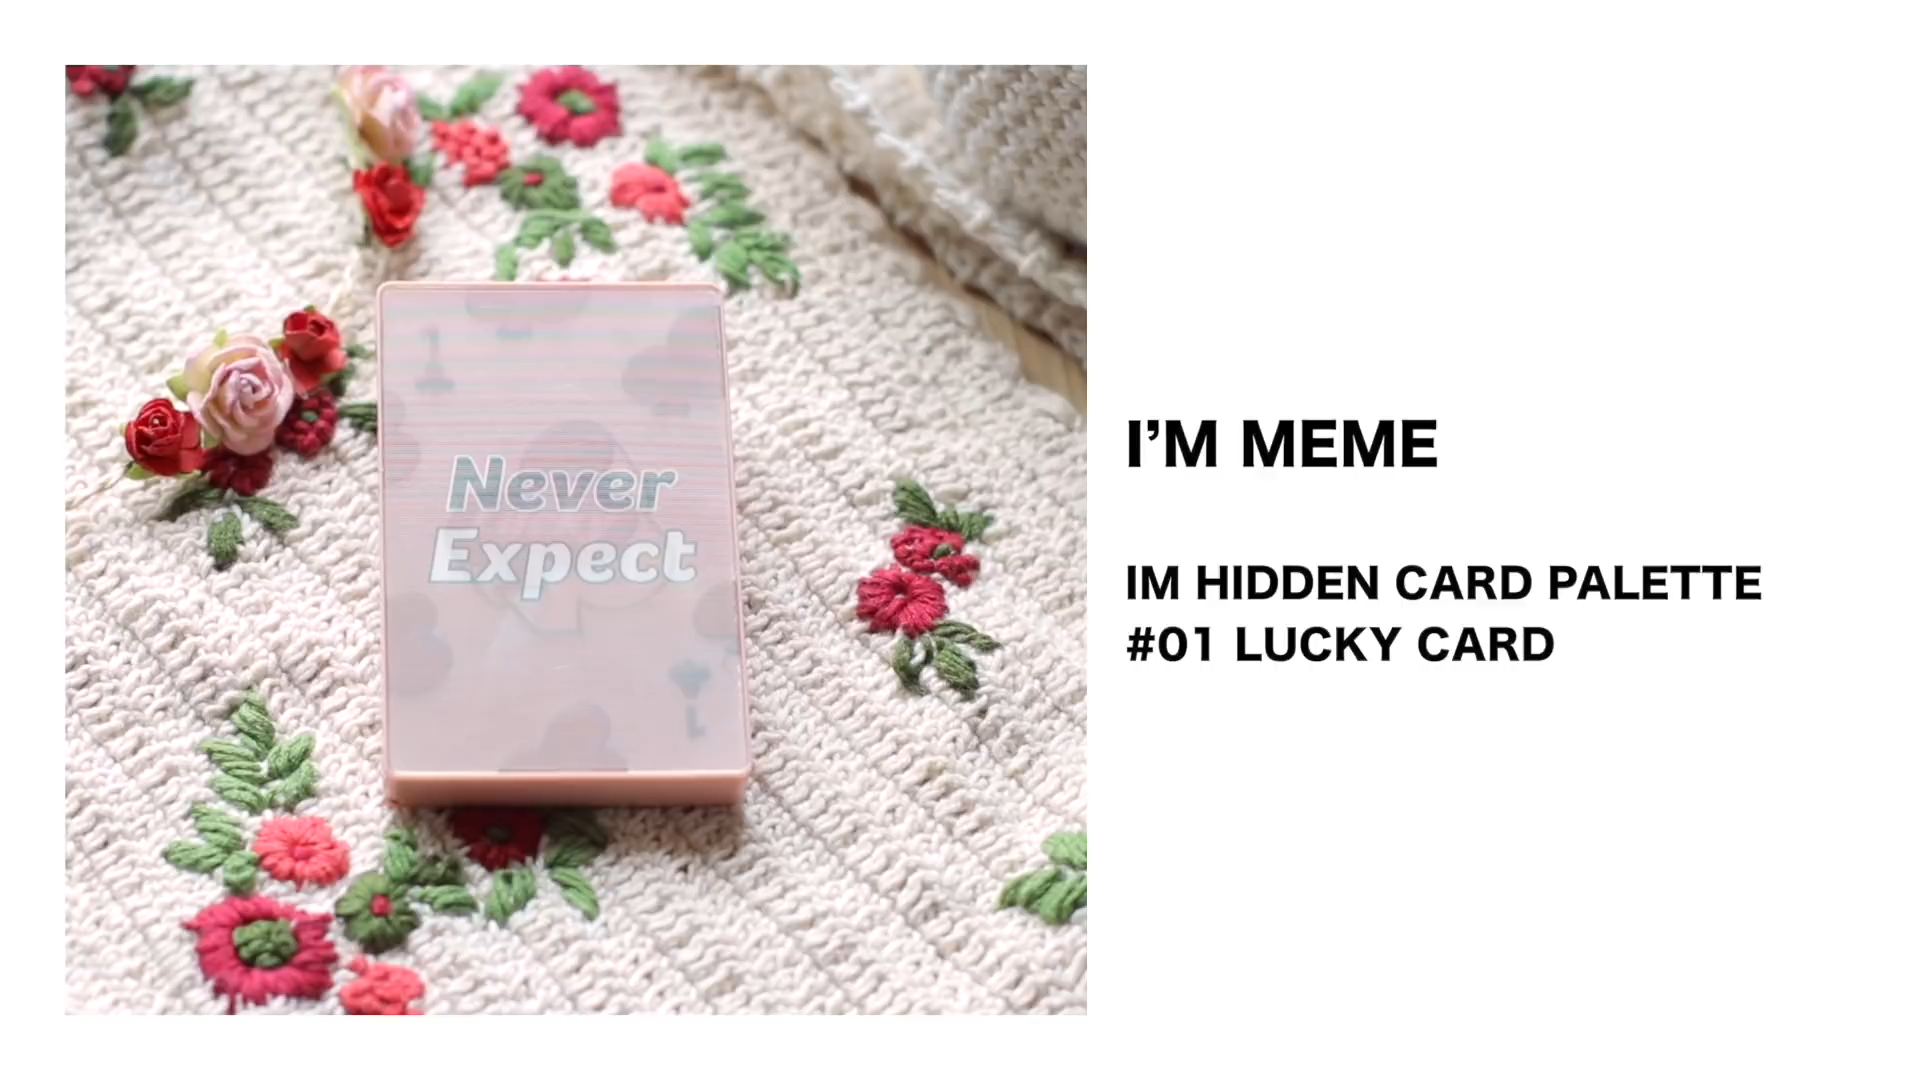 Never
Expect
I’M MEME
IM HIDDEN CARD PALETTE
#01 LUCKY CARD